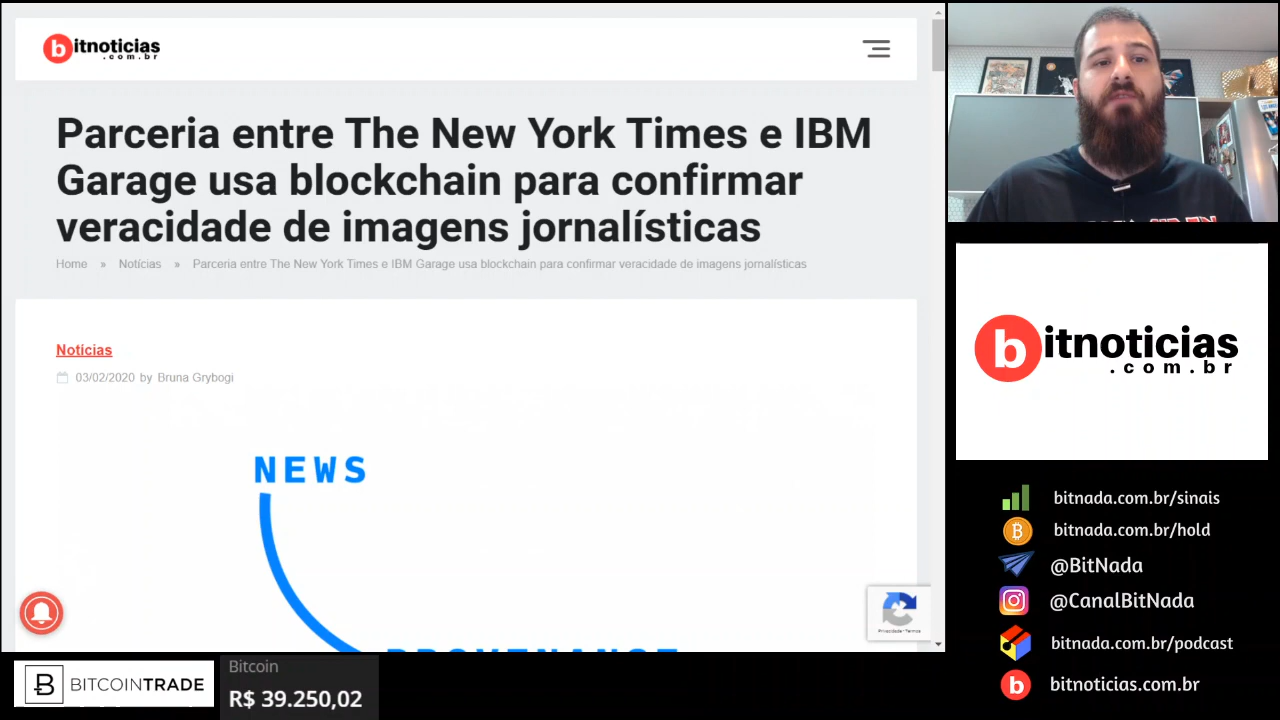 bitnoticias
.com.br
Parceria entre The New York Times e IBM
Garage usa blockchain para confirmar
veracidade de imagens jornalísticas
Home » Notícias » Parceria entre The New York Times e IBM Garage usa blockchain para confirmar veracidade de imagens jornalísticas
Notícias
03/02/2020 by Bruna Grybogi
NEWS
PROVENANCE
Privacidade - Termos
bitnoticias
.com.br
bitnada.com.br/sinais
bitnada.com.br/hold
@BitNada
@CanalBitNada
bitnada.com.br/podcast
bitnoticias.com.br
BITCOINTRADE
Bitcoin
R$ 39.250,02